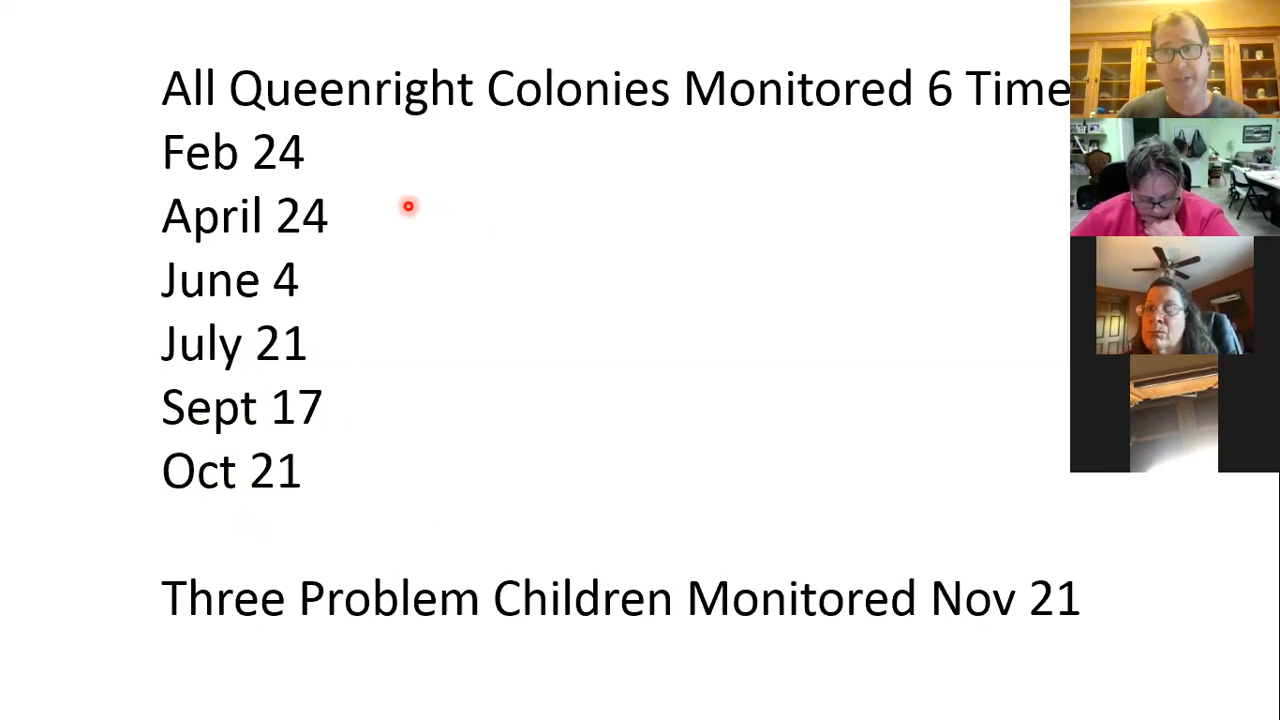 All Queenright Colonies Monitored 6 Time
Feb 24
April 24
June 4
July 21
Sept 17
Oct 21
Three Problem Children Monitored Nov 21